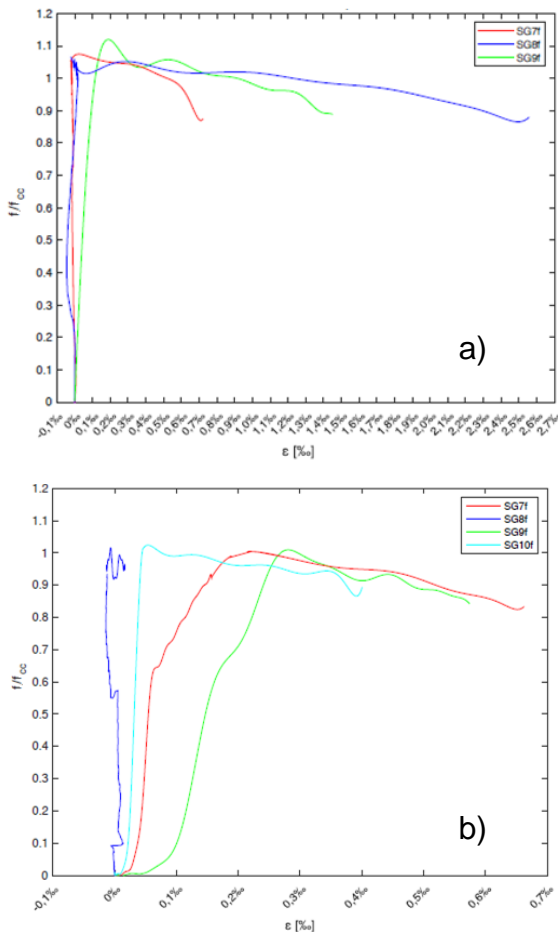 1.2
SG7f
SG8f
SG9f
1.1
1
0.9
0.8
0.7
f/fcc
0.6
0.5
0.4
0.3
0.2
a)
0.1
0
-0,1‰ 0‰ 0,1‰ 0,2‰ 0,3‰ 0,4‰ 0,5‰ 0,6‰ 0,7‰ 0,8‰ 0,9‰ 1,0‰ 1,1‰ 1,2‰ 1,3‰ 1,4‰ 1,5‰ 1,6‰ 1,7‰ 1,8‰ 1,9‰ 2,0‰ 2,1‰ 2,2‰ 2,3‰ 2,4‰ 2,5‰ 2,6‰ 2,7‰
ε [‰]
1.2
SG7f
SG8f
SG9f
SG10f
1.1
1
0.9
0.8
0.7
f/fcc
0.6
0.5
0.4
0.3
0.2
b)
0.1
0
-0,1‰ 0‰ 0,1‰ 0,2‰ 0,3‰ 0,4‰ 0,5‰ 0,6‰ 0,7‰
ε [‰]